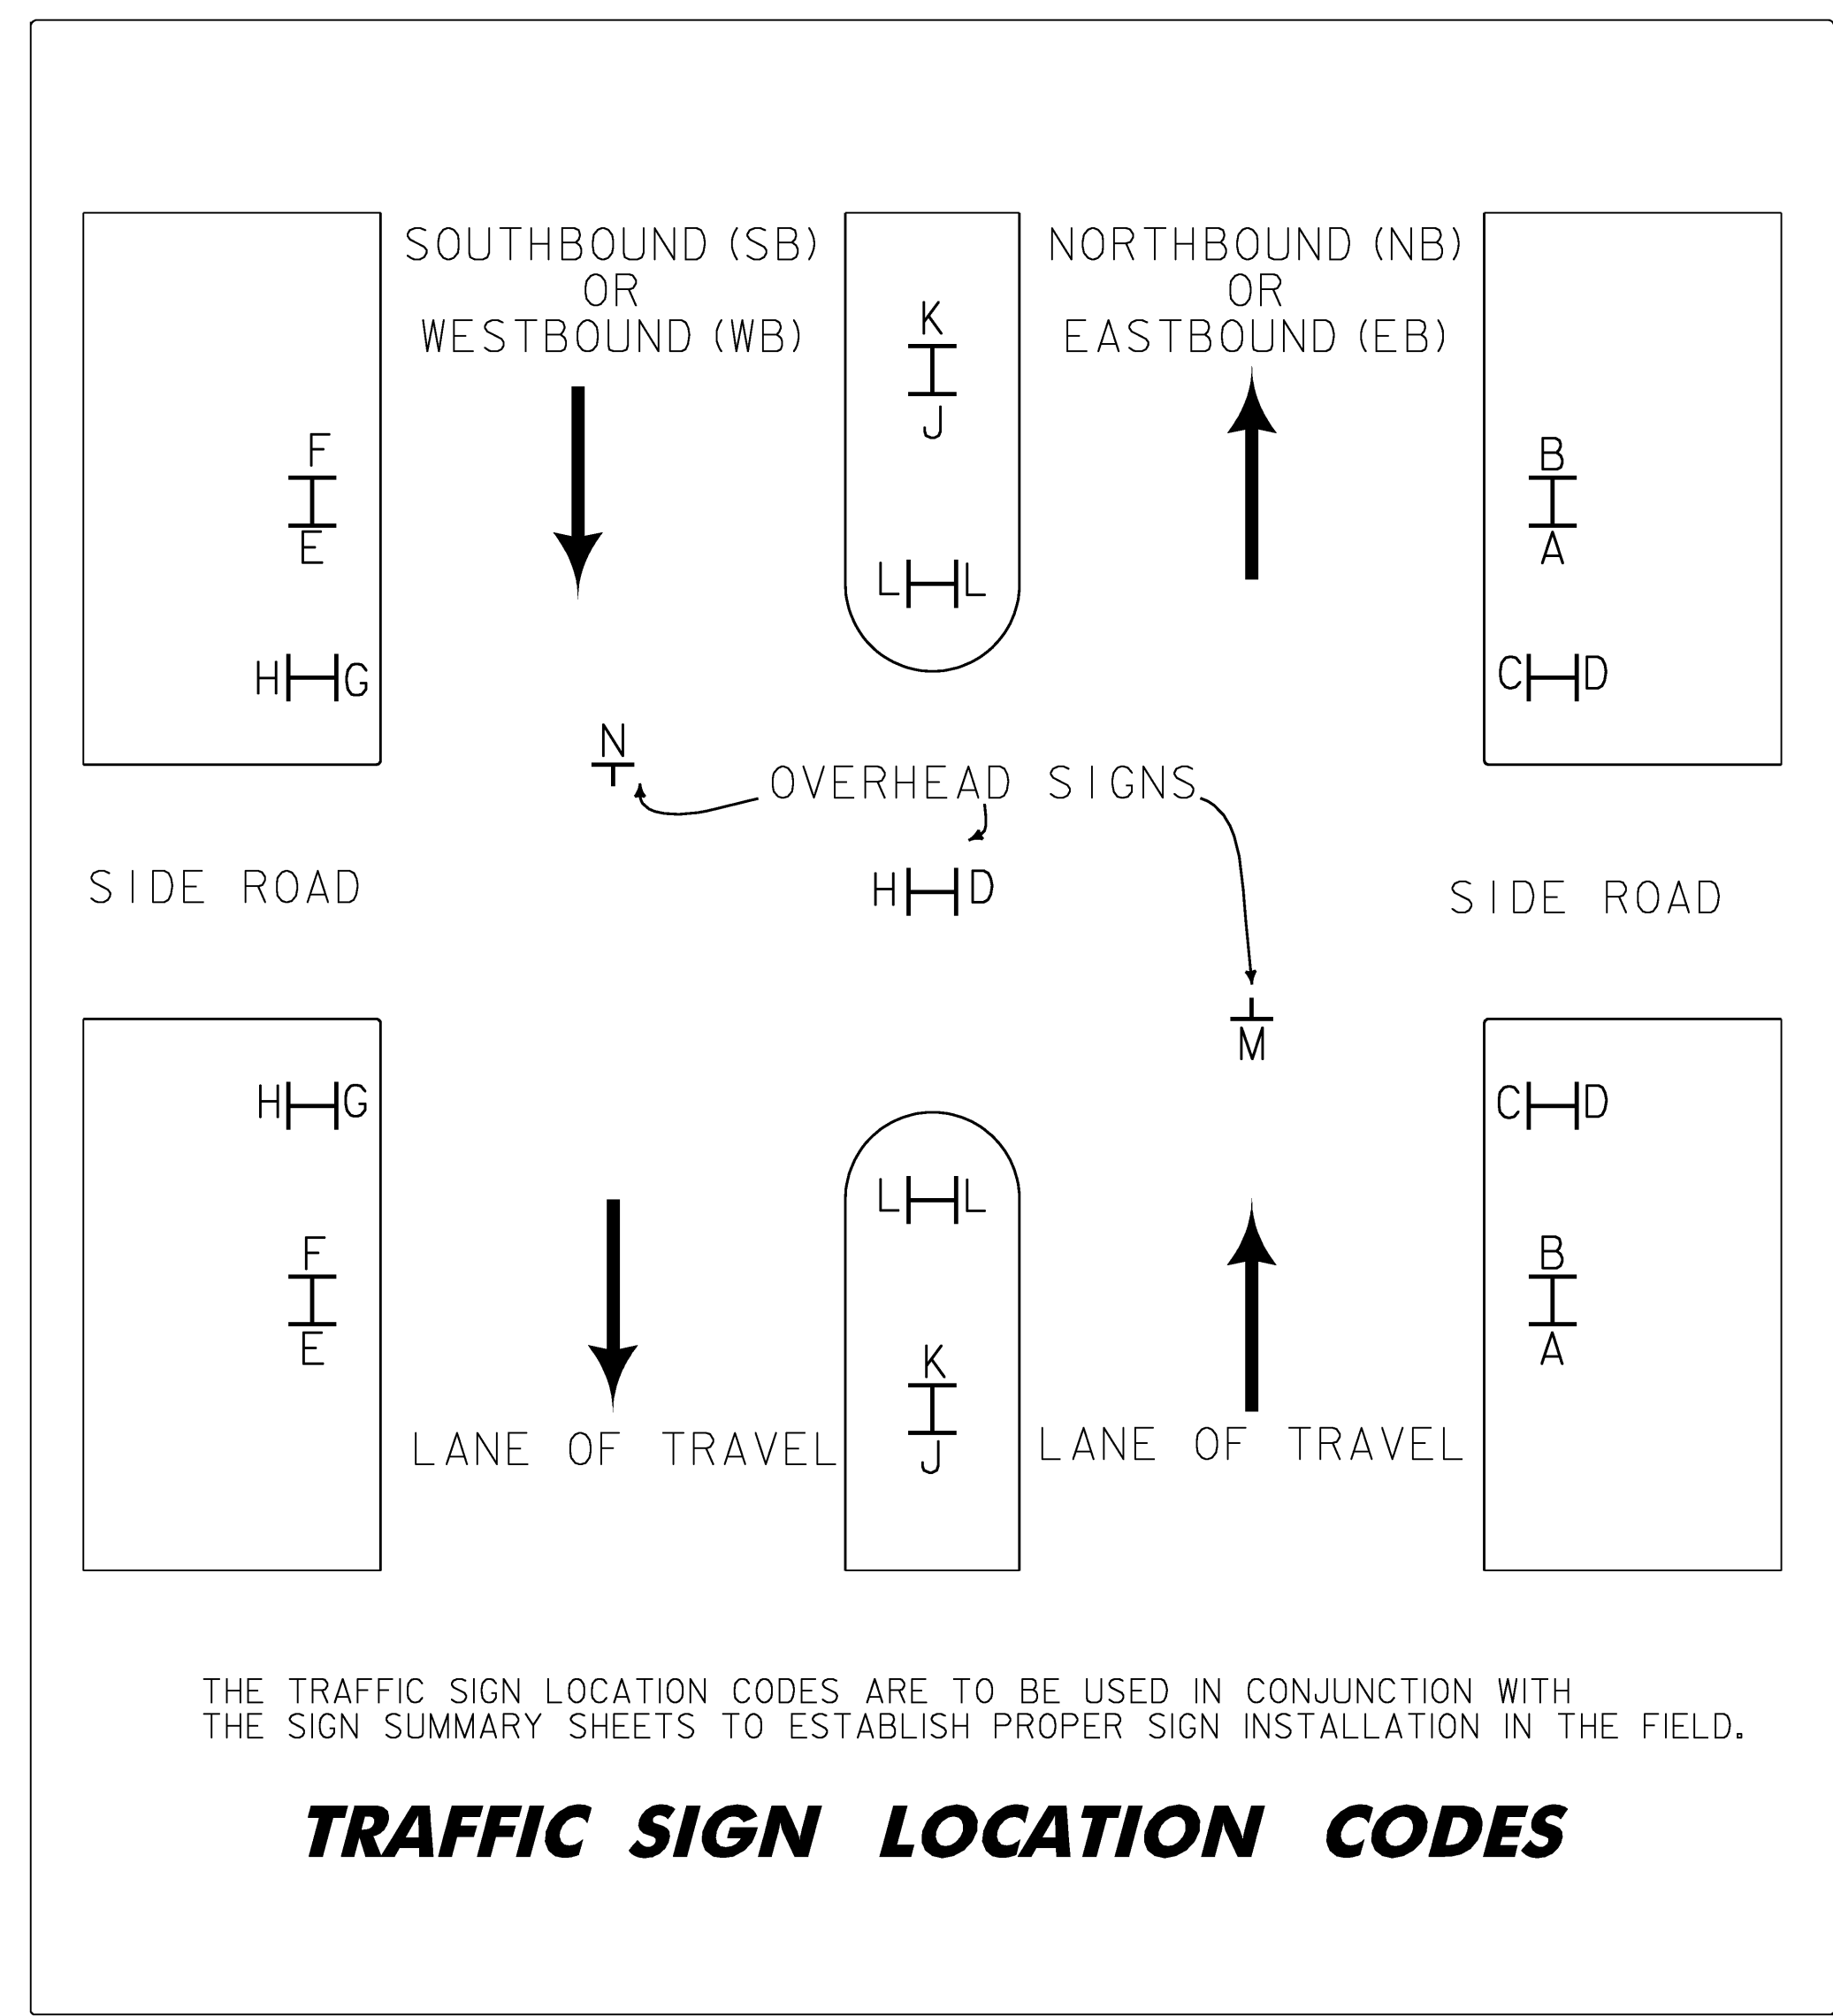 SOUTHBOUND (SB)
OR
WESTBOUND (WB)
NORTHBOUND (NB)
OR
EASTBOUND (EB)
K
J
F
E
B
A
L L
H G
C D
N
OVERHEAD SIGNS
SIDE ROAD
H D
SIDE ROAD
M
H G
C D
L L
F
E
B
A
K
J
LANE OF TRAVEL
LANE OF TRAVEL
THE TRAFFIC SIGN LOCATION CODES ARE TO BE USED IN CONJUNCTION WITH
THE SIGN SUMMARY SHEETS TO ESTABLISH PROPER SIGN INSTALLATION IN THE FIELD.
TRAFFIC SIGN LOCATION CODES